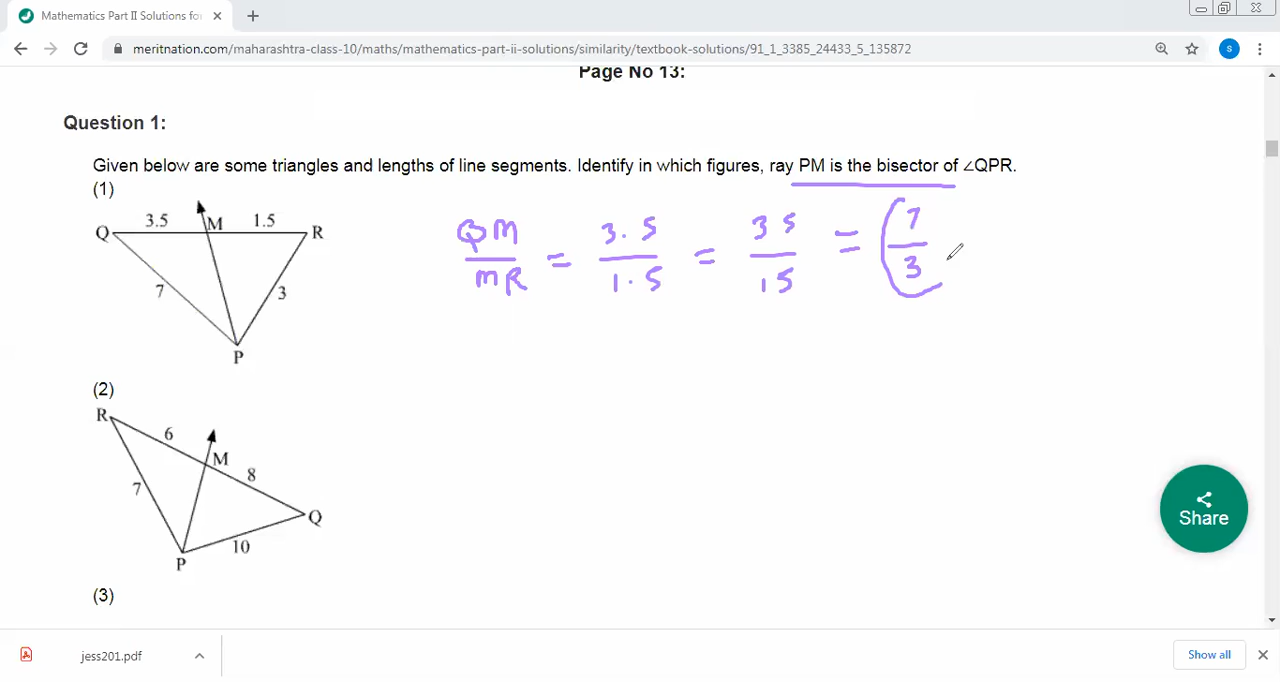 Mathematics Part II Solutions for
meritnation.com/maharashtra-class-10/maths/mathematics-part-ii-solutions/similarity/textbook-solutions/91_1_3385_24433_5_135872
s
Page No 13:
Question 1:
Given below are some triangles and lengths of line segments. Identify in which figures, ray PM is the bisector of ∠QPR.
(1)
Q 3.5 M 1.5 R
7 3
P
QM/MR = 3.5/1.5 = 35/15 = 7/3
(2)
R 6 M 8
7 Q
10
P
(3)
Share
jess201.pdf
Show all